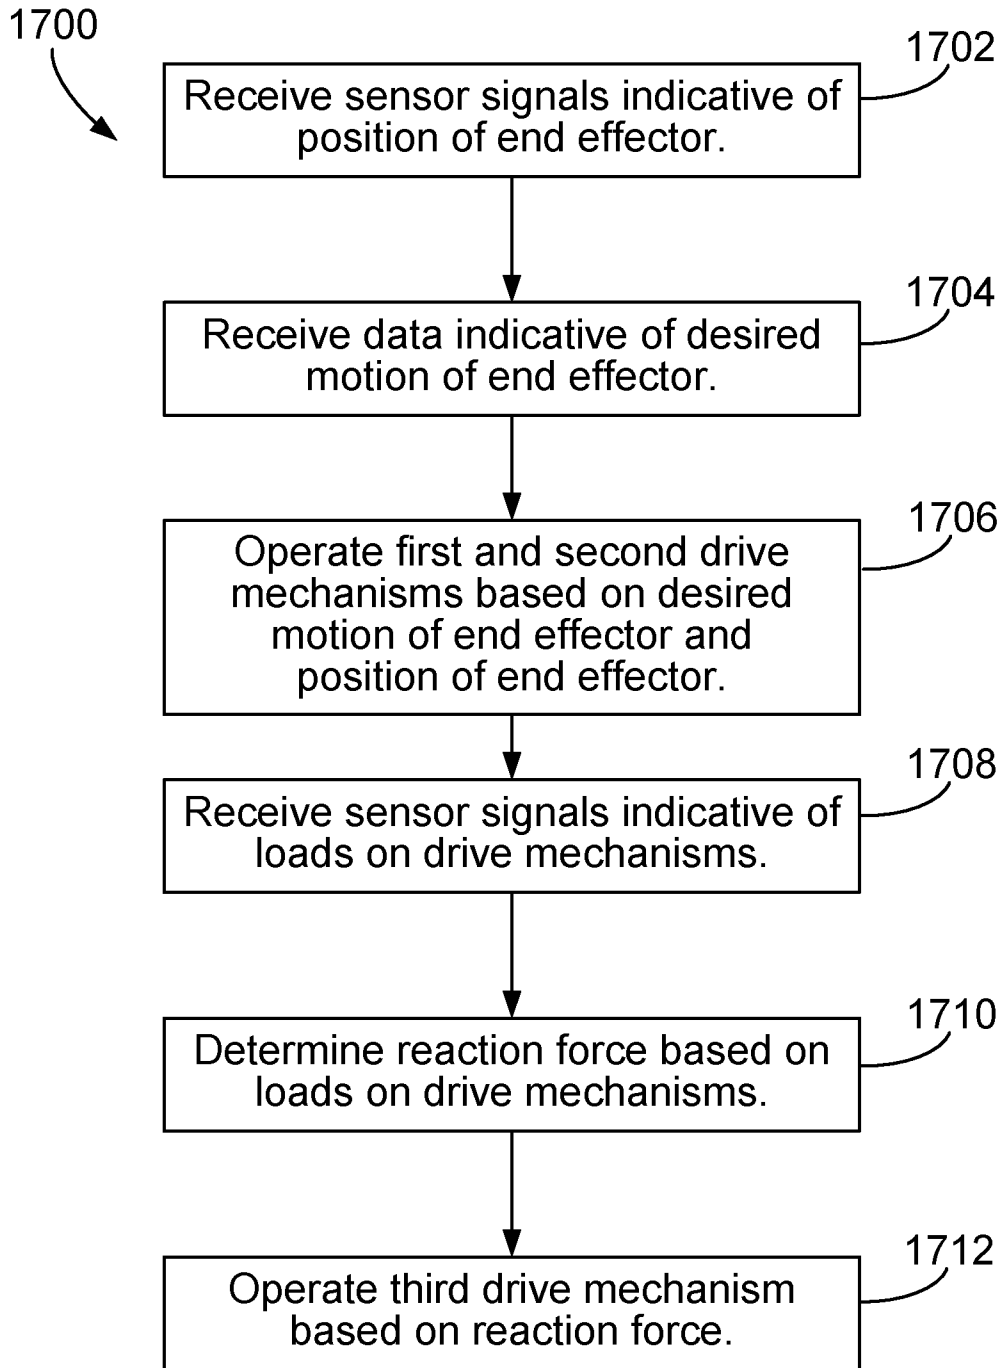 1700
1702
Receive sensor signals indicative of
position of end effector.
1704
Receive data indicative of desired
motion of end effector.
1706
Operate first and second drive
mechanisms based on desired
motion of end effector and
position of end effector.
1708
Receive sensor signals indicative of
loads on drive mechanisms.
1710
Determine reaction force based on
loads on drive mechanisms.
1712
Operate third drive mechanism
based on reaction force.